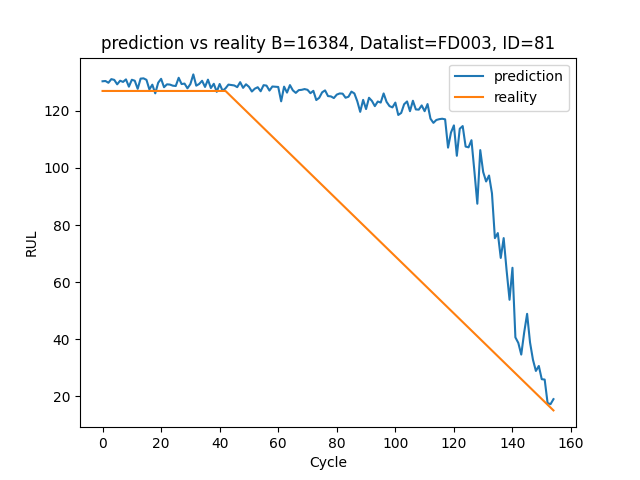 prediction vs reality B=16384, Datalist=FD003, ID=81
prediction
reality
120
100
80
60
40
20
RUL
0 20 40 60 80 100 120 140 160
Cycle